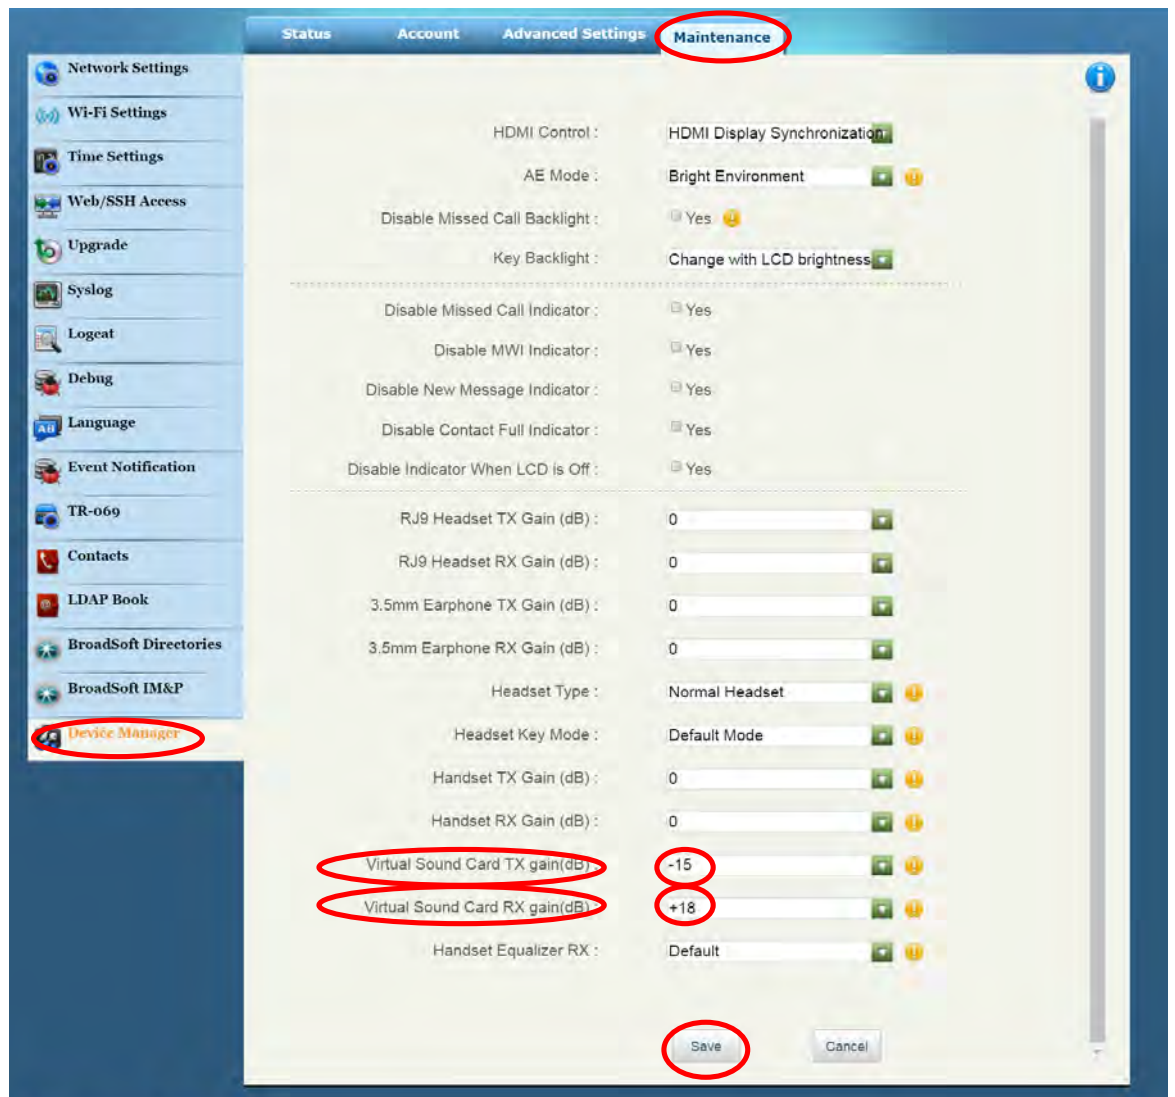 Status Account Advanced Settings Maintenance
Network Settings
Wi-Fi Settings
Time Settings
Web/SSH Access
Upgrade
Syslog
Logcat
Debug
Language
Event Notification
TR-069
Contacts
LDAP Book
BroadSoft Directories
BroadSoft IM&P
Device Manager
HDMI Control : HDMI Display Synchronization
AE Mode : Bright Environment
Disable Missed Call Backlight : Yes
Key Backlight : Change with LCD brightness
Disable Missed Call Indicator : Yes
Disable MWI Indicator : Yes
Disable New Message Indicator : Yes
Disable Contact Full Indicator : Yes
Disable Indicator When LCD is Off : Yes
RJ9 Headset TX Gain (dB) : 0
RJ9 Headset RX Gain (dB) : 0
3.5mm Earphone TX Gain (dB) : 0
3.5mm Earphone RX Gain (dB) : 0
Headset Type : Normal Headset
Headset Key Mode : Default Mode
Handset TX Gain (dB) : 0
Handset RX Gain (dB) : 0
Virtual Sound Card TX gain(dB) : -15
Virtual Sound Card RX gain(dB) : +18
Handset Equalizer RX : Default
Save Cancel